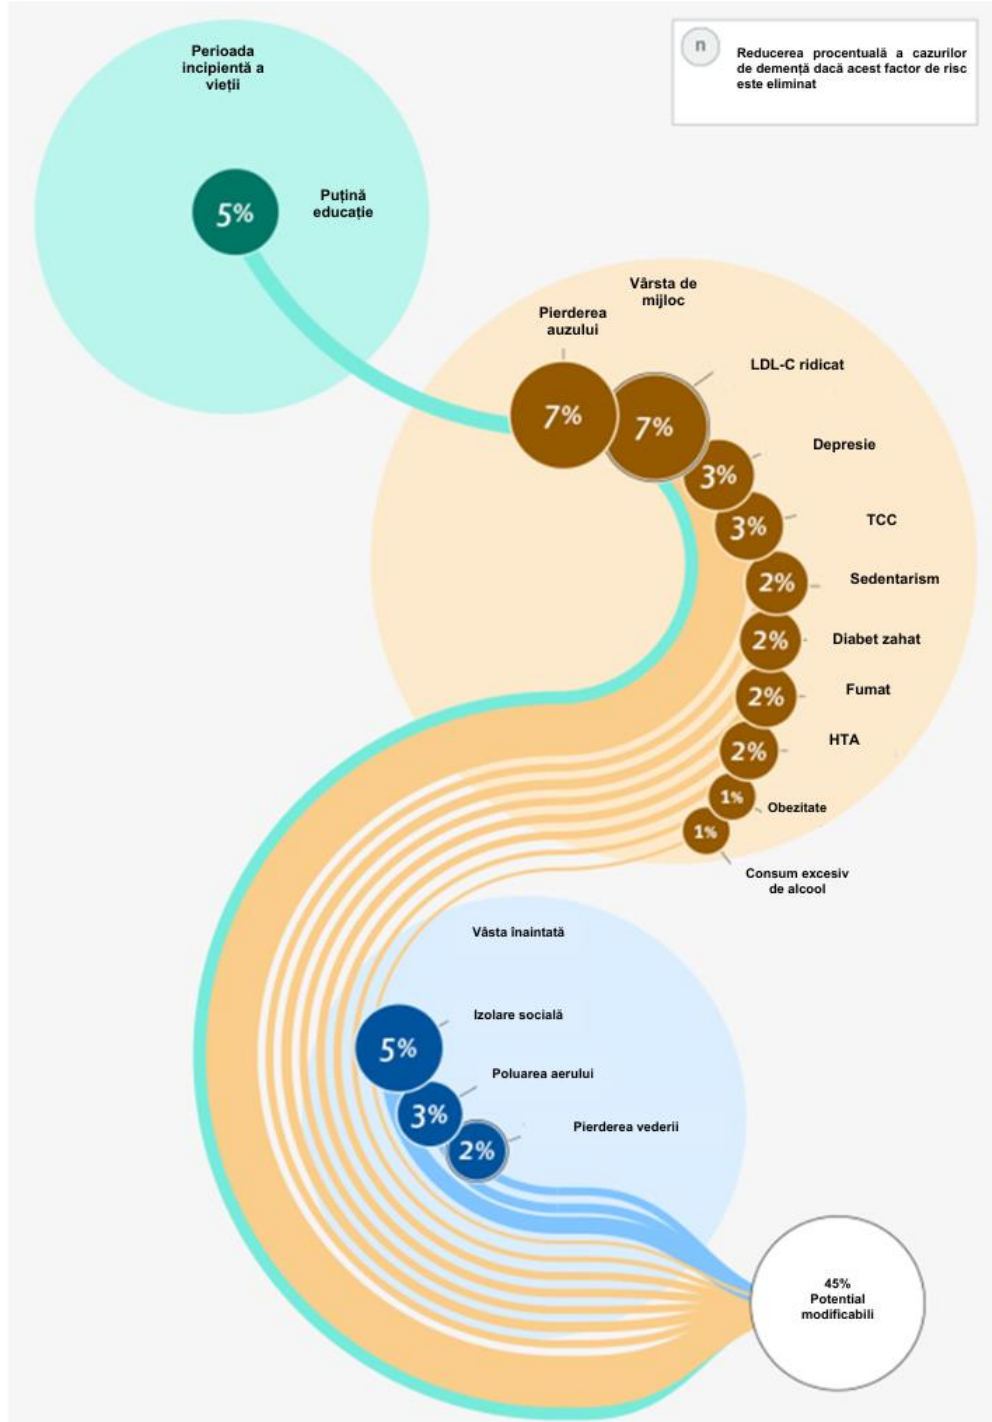 Perioada
incipientă a
vieții
5%
Puțină
educație
n
Reducerea procentuală a cazurilor
de demență dacă acest factor de risc
este eliminat
Vârsta de
mijloc
Pierderea
auzului
7%
7%
LDL-C ridicat
3%
Depresie
3%
TCC
2%
Sedentarism
2%
Diabet zahat
2%
Fumat
2%
HTA
1%
Obezitate
1%
Consum excesiv
de alcool
Vâsta înaintată
5%
Izolare socială
3%
Poluarea aerului
2%
Pierderea vederii
45%
Potential
modificabili